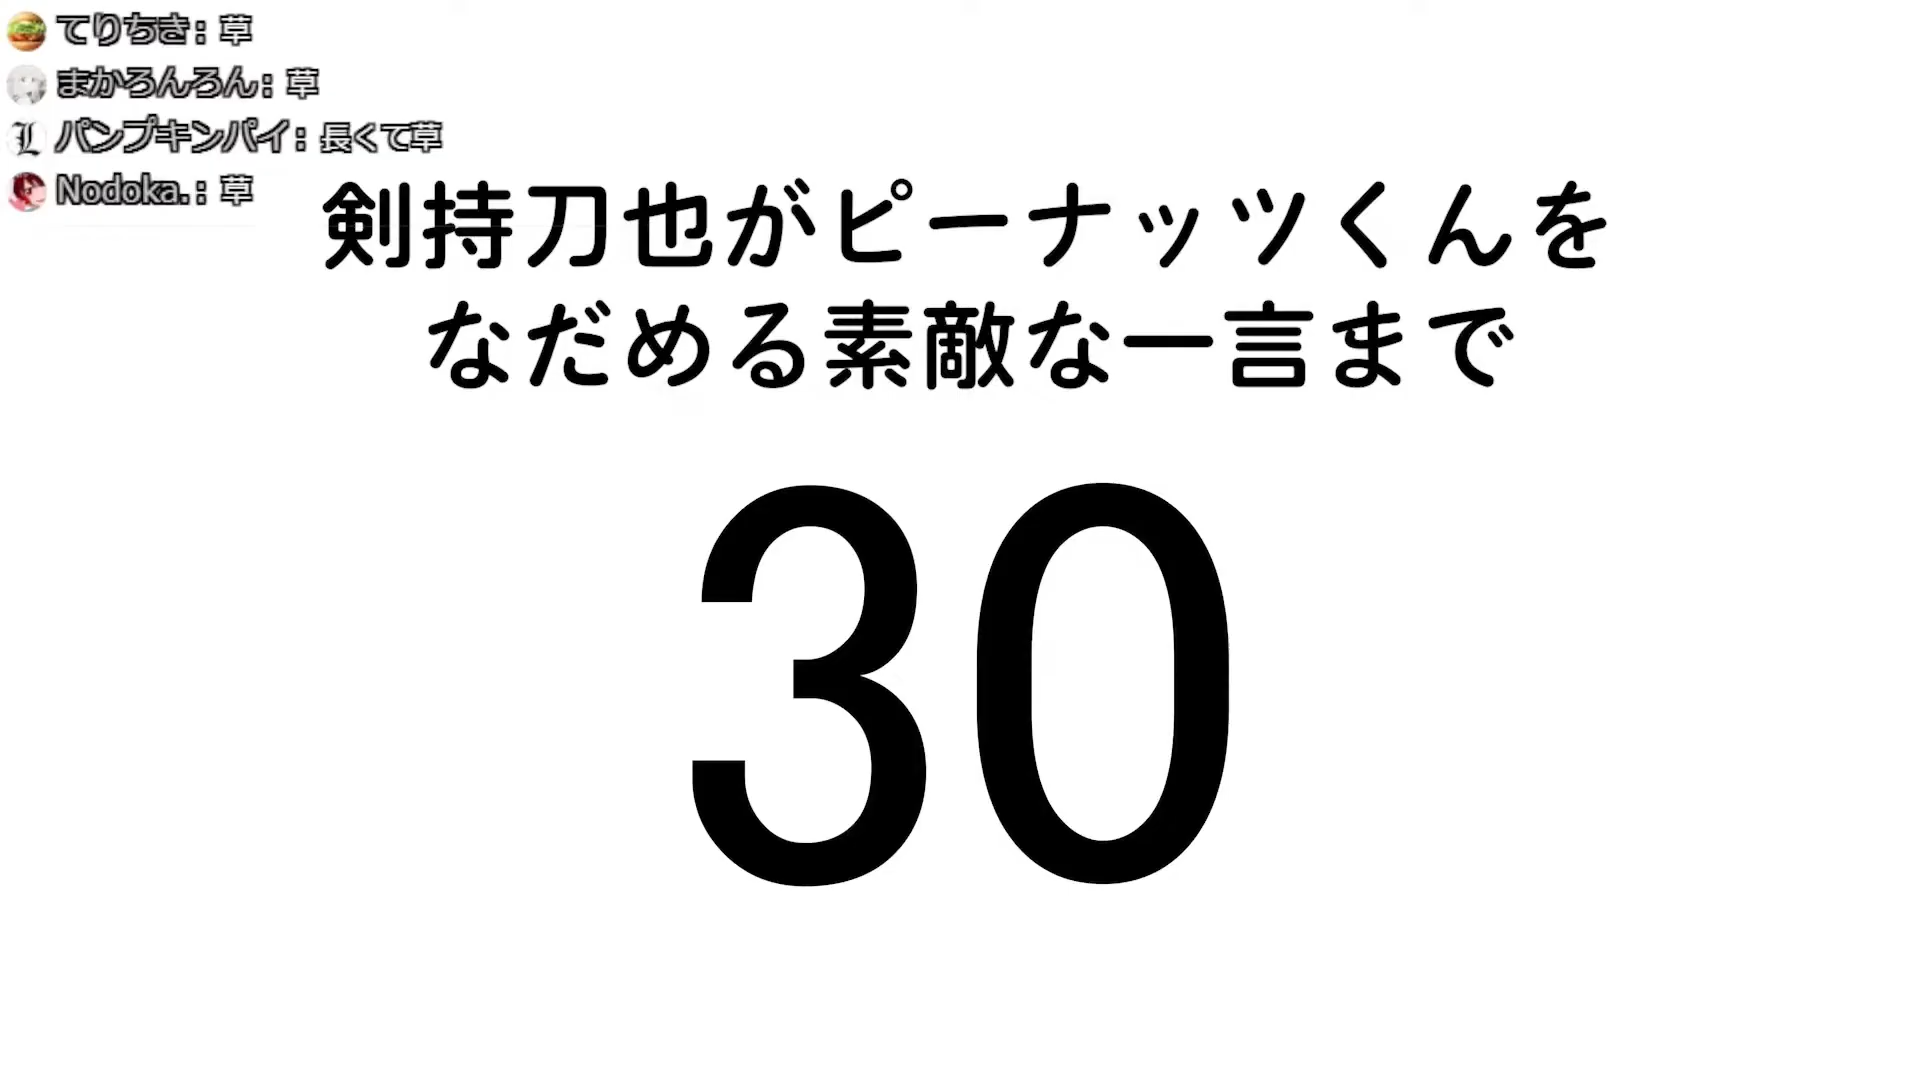 てりちき: 草
まかろんろん: 草
パンプキンパイ: 長くて草
Nodoka.: 草
剣持刀也がピーナッツくんを
なだめる素敵な一言まで
30